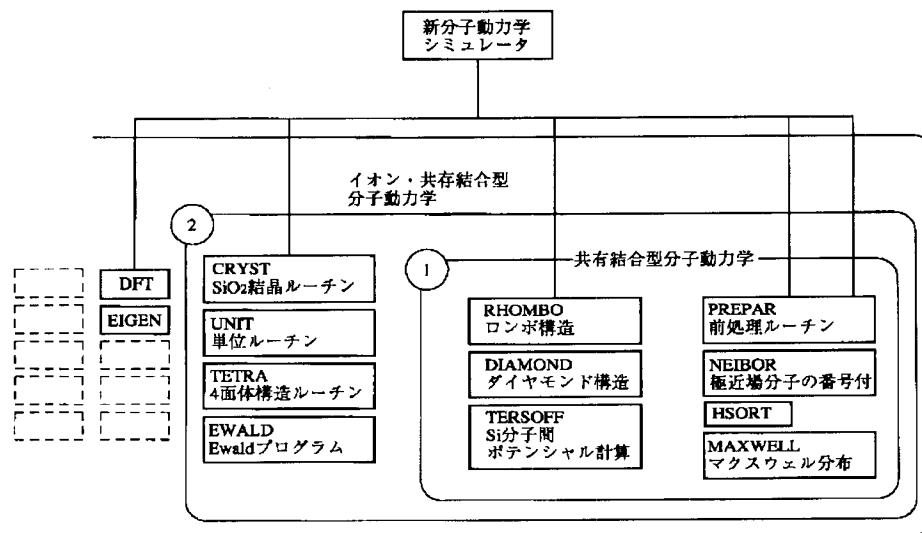 新分子動力学
シミュレータ
イオン・共存結合型
分子動力学
2
1
共有結合型分子動力学
DFT
EIGEN
CRYST
SiO2結晶ルーチン
UNIT
単位ルーチン
TETRA
4面体構造ルーチン
EWALD
Ewaldプログラム
RHOMBO
ロンボ構造
DIAMOND
ダイヤモンド構造
TERSOFF
Si分子間
ポテンシャル計算
PREPAR
前処理ルーチン
NEIBOR
極近場分子の番号付
HSORT
MAXWELL
マクスウェル分布